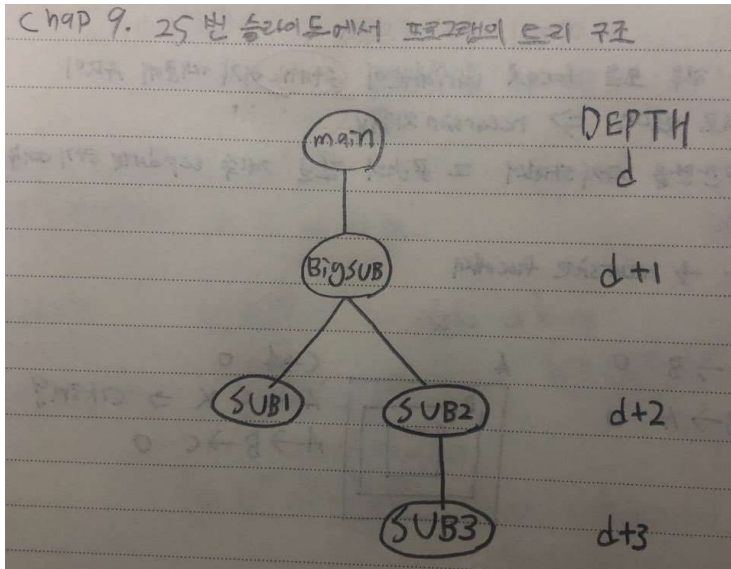 Chap 9. 25번 슬라이드에서 프로그램의 트리 구조
main
DEPTH
d
BigSUB
d+1
SUB1
SUB2
d+2
SUB3
d+3